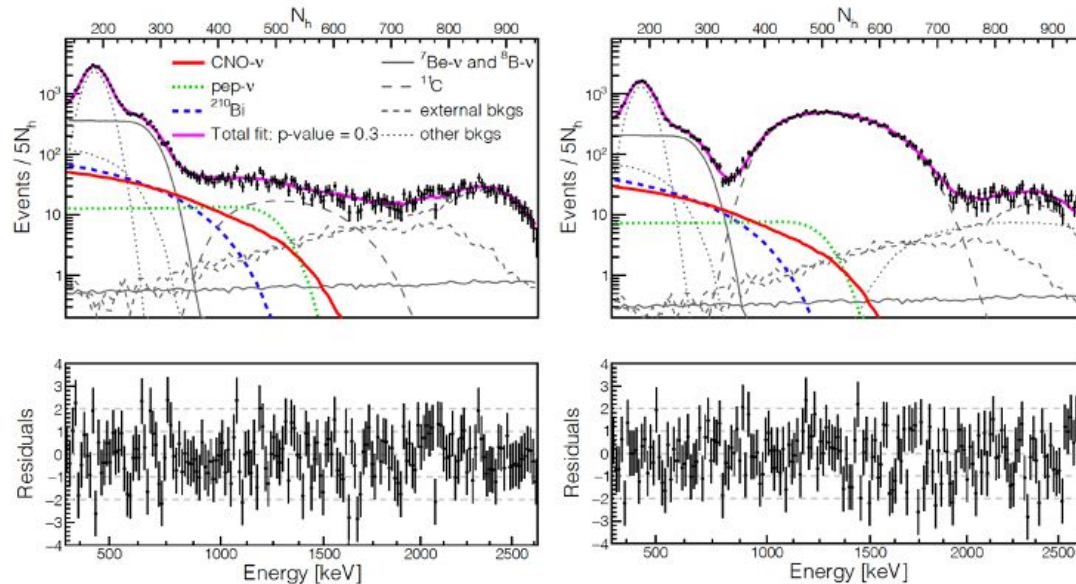 N_h
200 300 400 500 600 700 800 900
Events / 5N_h
10³
10²
10
1
CNO-ν
pep-ν
²¹⁰Bi
Total fit: p-value = 0.3
⁷Be-ν and ⁸B-ν
¹¹C
external bkgs
other bkgs
N_h
200 300 400 500 600 700 800 900
Events / 5N_h
10³
10²
10
1
Residuals
4
3
2
1
0
−1
−2
−3
−4
500 1000 1500 2000 2500
Energy [keV]
Residuals
4
3
2
1
0
−1
−2
−3
−4
500 1000 1500 2000 2500
Energy [keV]